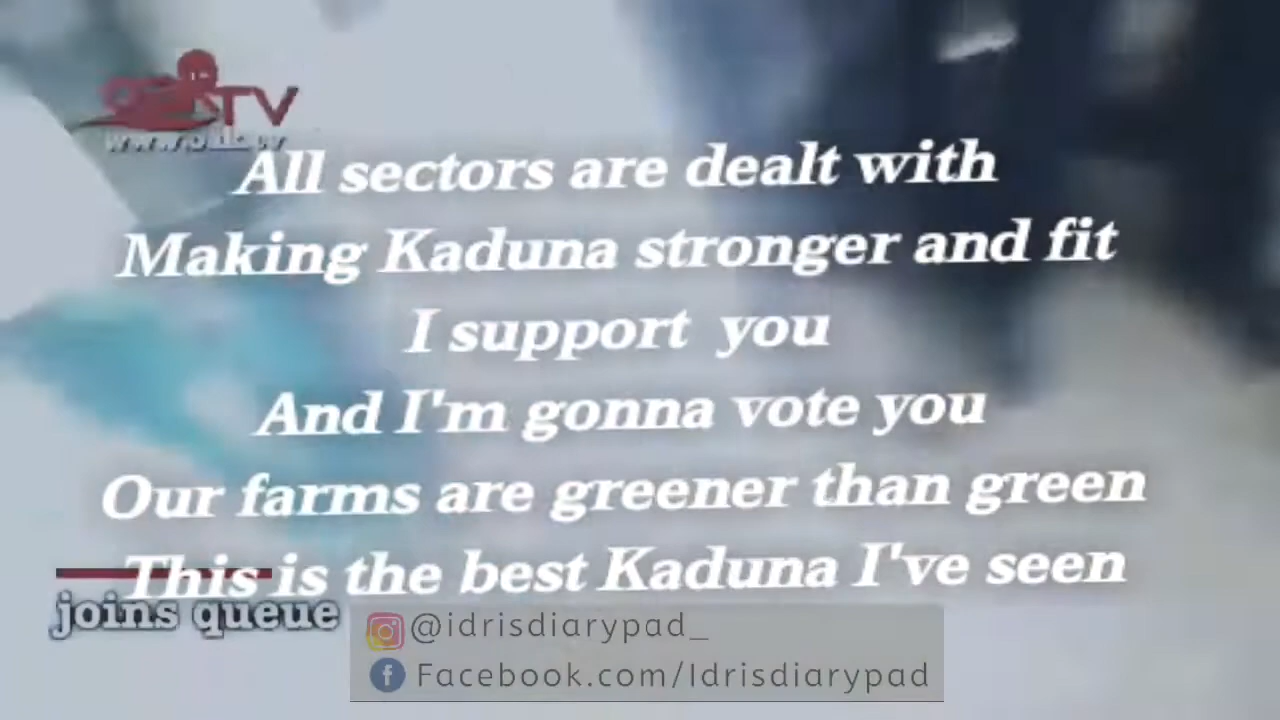 TV
All sectors are dealt with
Making Kaduna stronger and fit
I support you
And I'm gonna vote you
Our farms are greener than green
This is the best Kaduna I've seen
joins queue
@idrisdiarypad_
Facebook.com/Idrisdiarypad